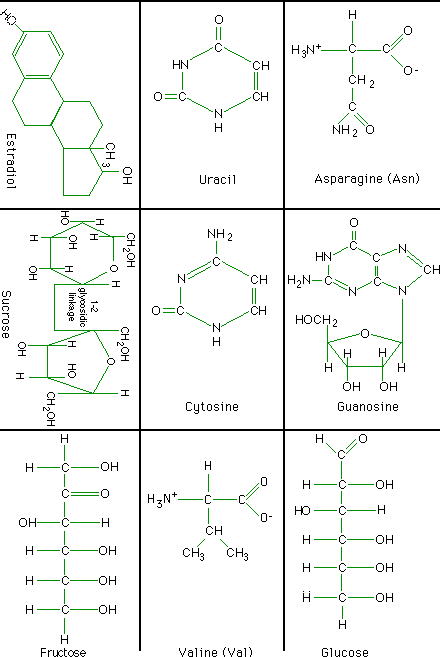 HO
CH3
OH
Estradiol
O
HN
CH
O
CH
N
H
Uracil
H
H3N+ C C O
O-
CH2
C
NH2 O
Asparagine (Asn)
HO H CH2OH
H OH H
H O
OH H
1-2
glycosidic
linkage
CH2OH
OH H O
H OH H
CH2OH
Sucrose
NH2
C
N CH
O CH
N
H
Cytosine
O
C
HN C N
CH
H2N C N C N
HOCH2
O
H H H H
OH OH
Guanosine
H
H C OH
C O
OH C H
H C OH
H C OH
H C OH
H
Fructose
H
H3N+ C C O
O-
CH
CH3 CH3
Valine (Val)
H O
C
H C OH
HO C H
H C OH
H C OH
H C OH
H
Glucose